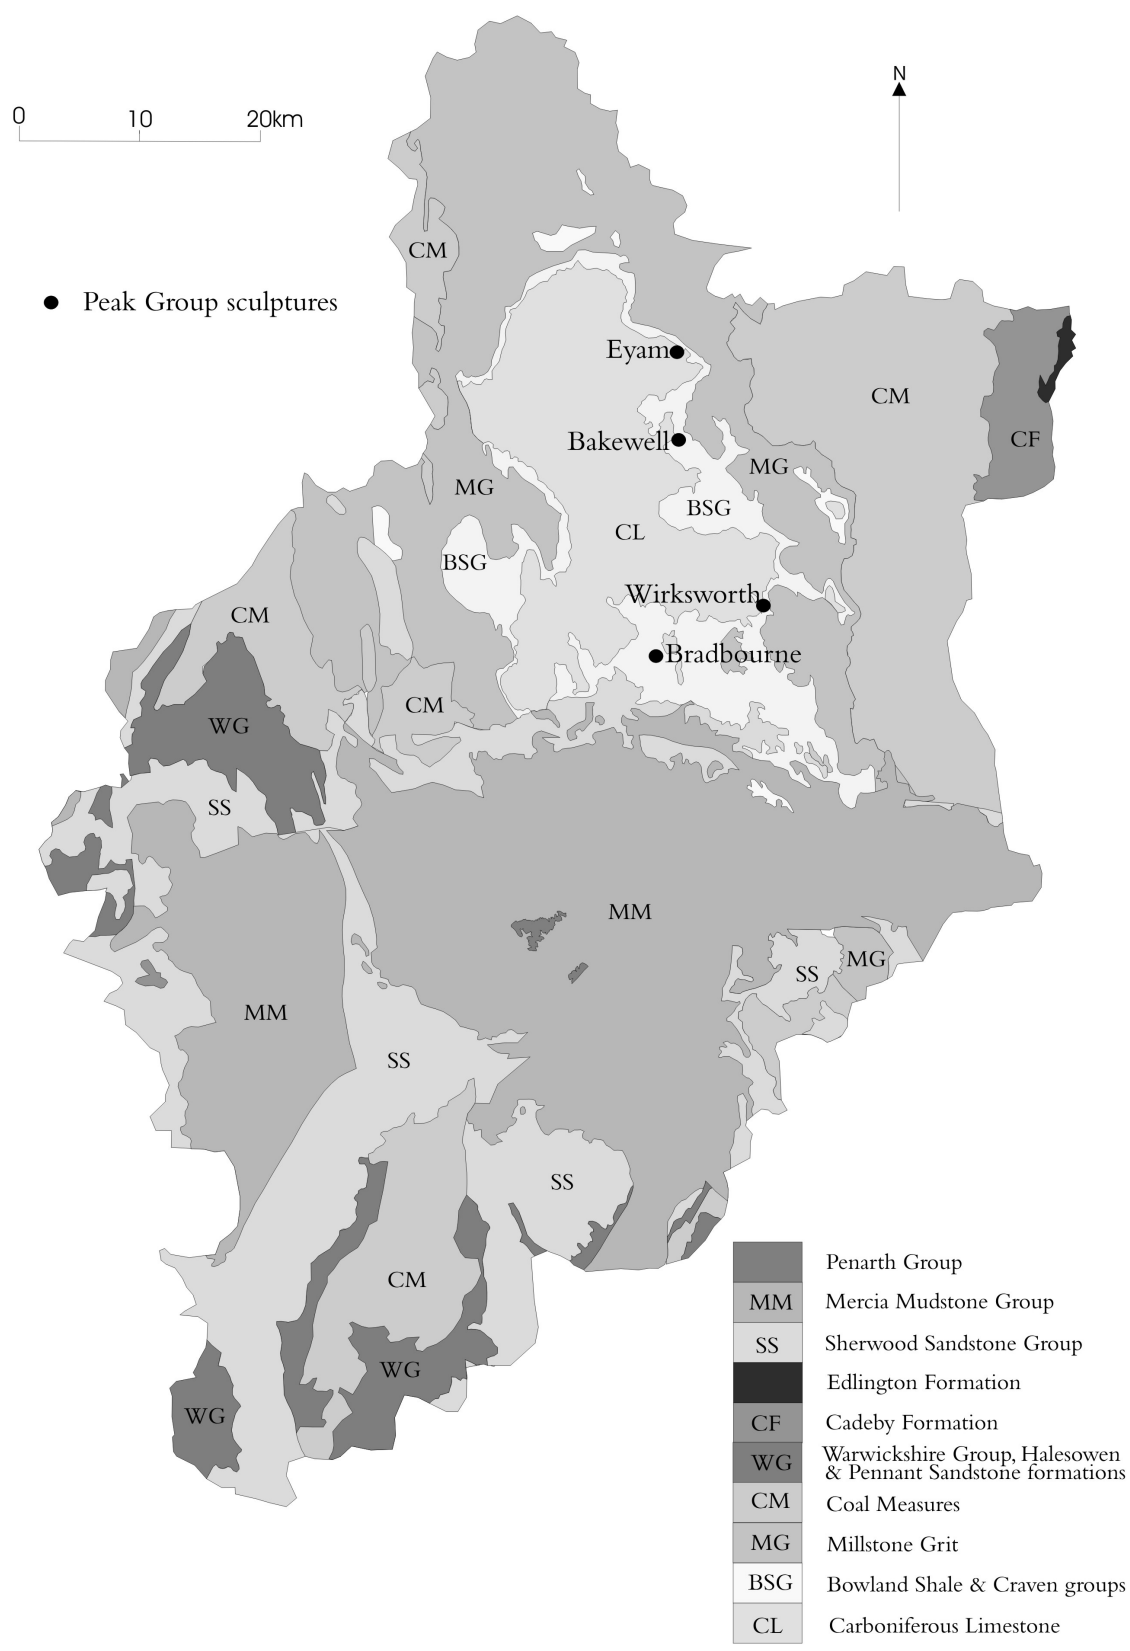 N
0 10 20km
CM
Peak Group sculptures
Eyam
CM
CF
Bakewell
MG
MG
BSG
CL
BSG
Wirksworth
CM
Bradbourne
CM
WG
SS
MM
MG
SS
MM
SS
SS
CM
WG
WG
Penarth Group
MM Mercia Mudstone Group
SS Sherwood Sandstone Group
Edlington Formation
CF Cadeby Formation
WG Warwickshire Group, Halesowen
& Pennant Sandstone formations
CM Coal Measures
MG Millstone Grit
BSG Bowland Shale & Craven groups
CL Carboniferous Limestone